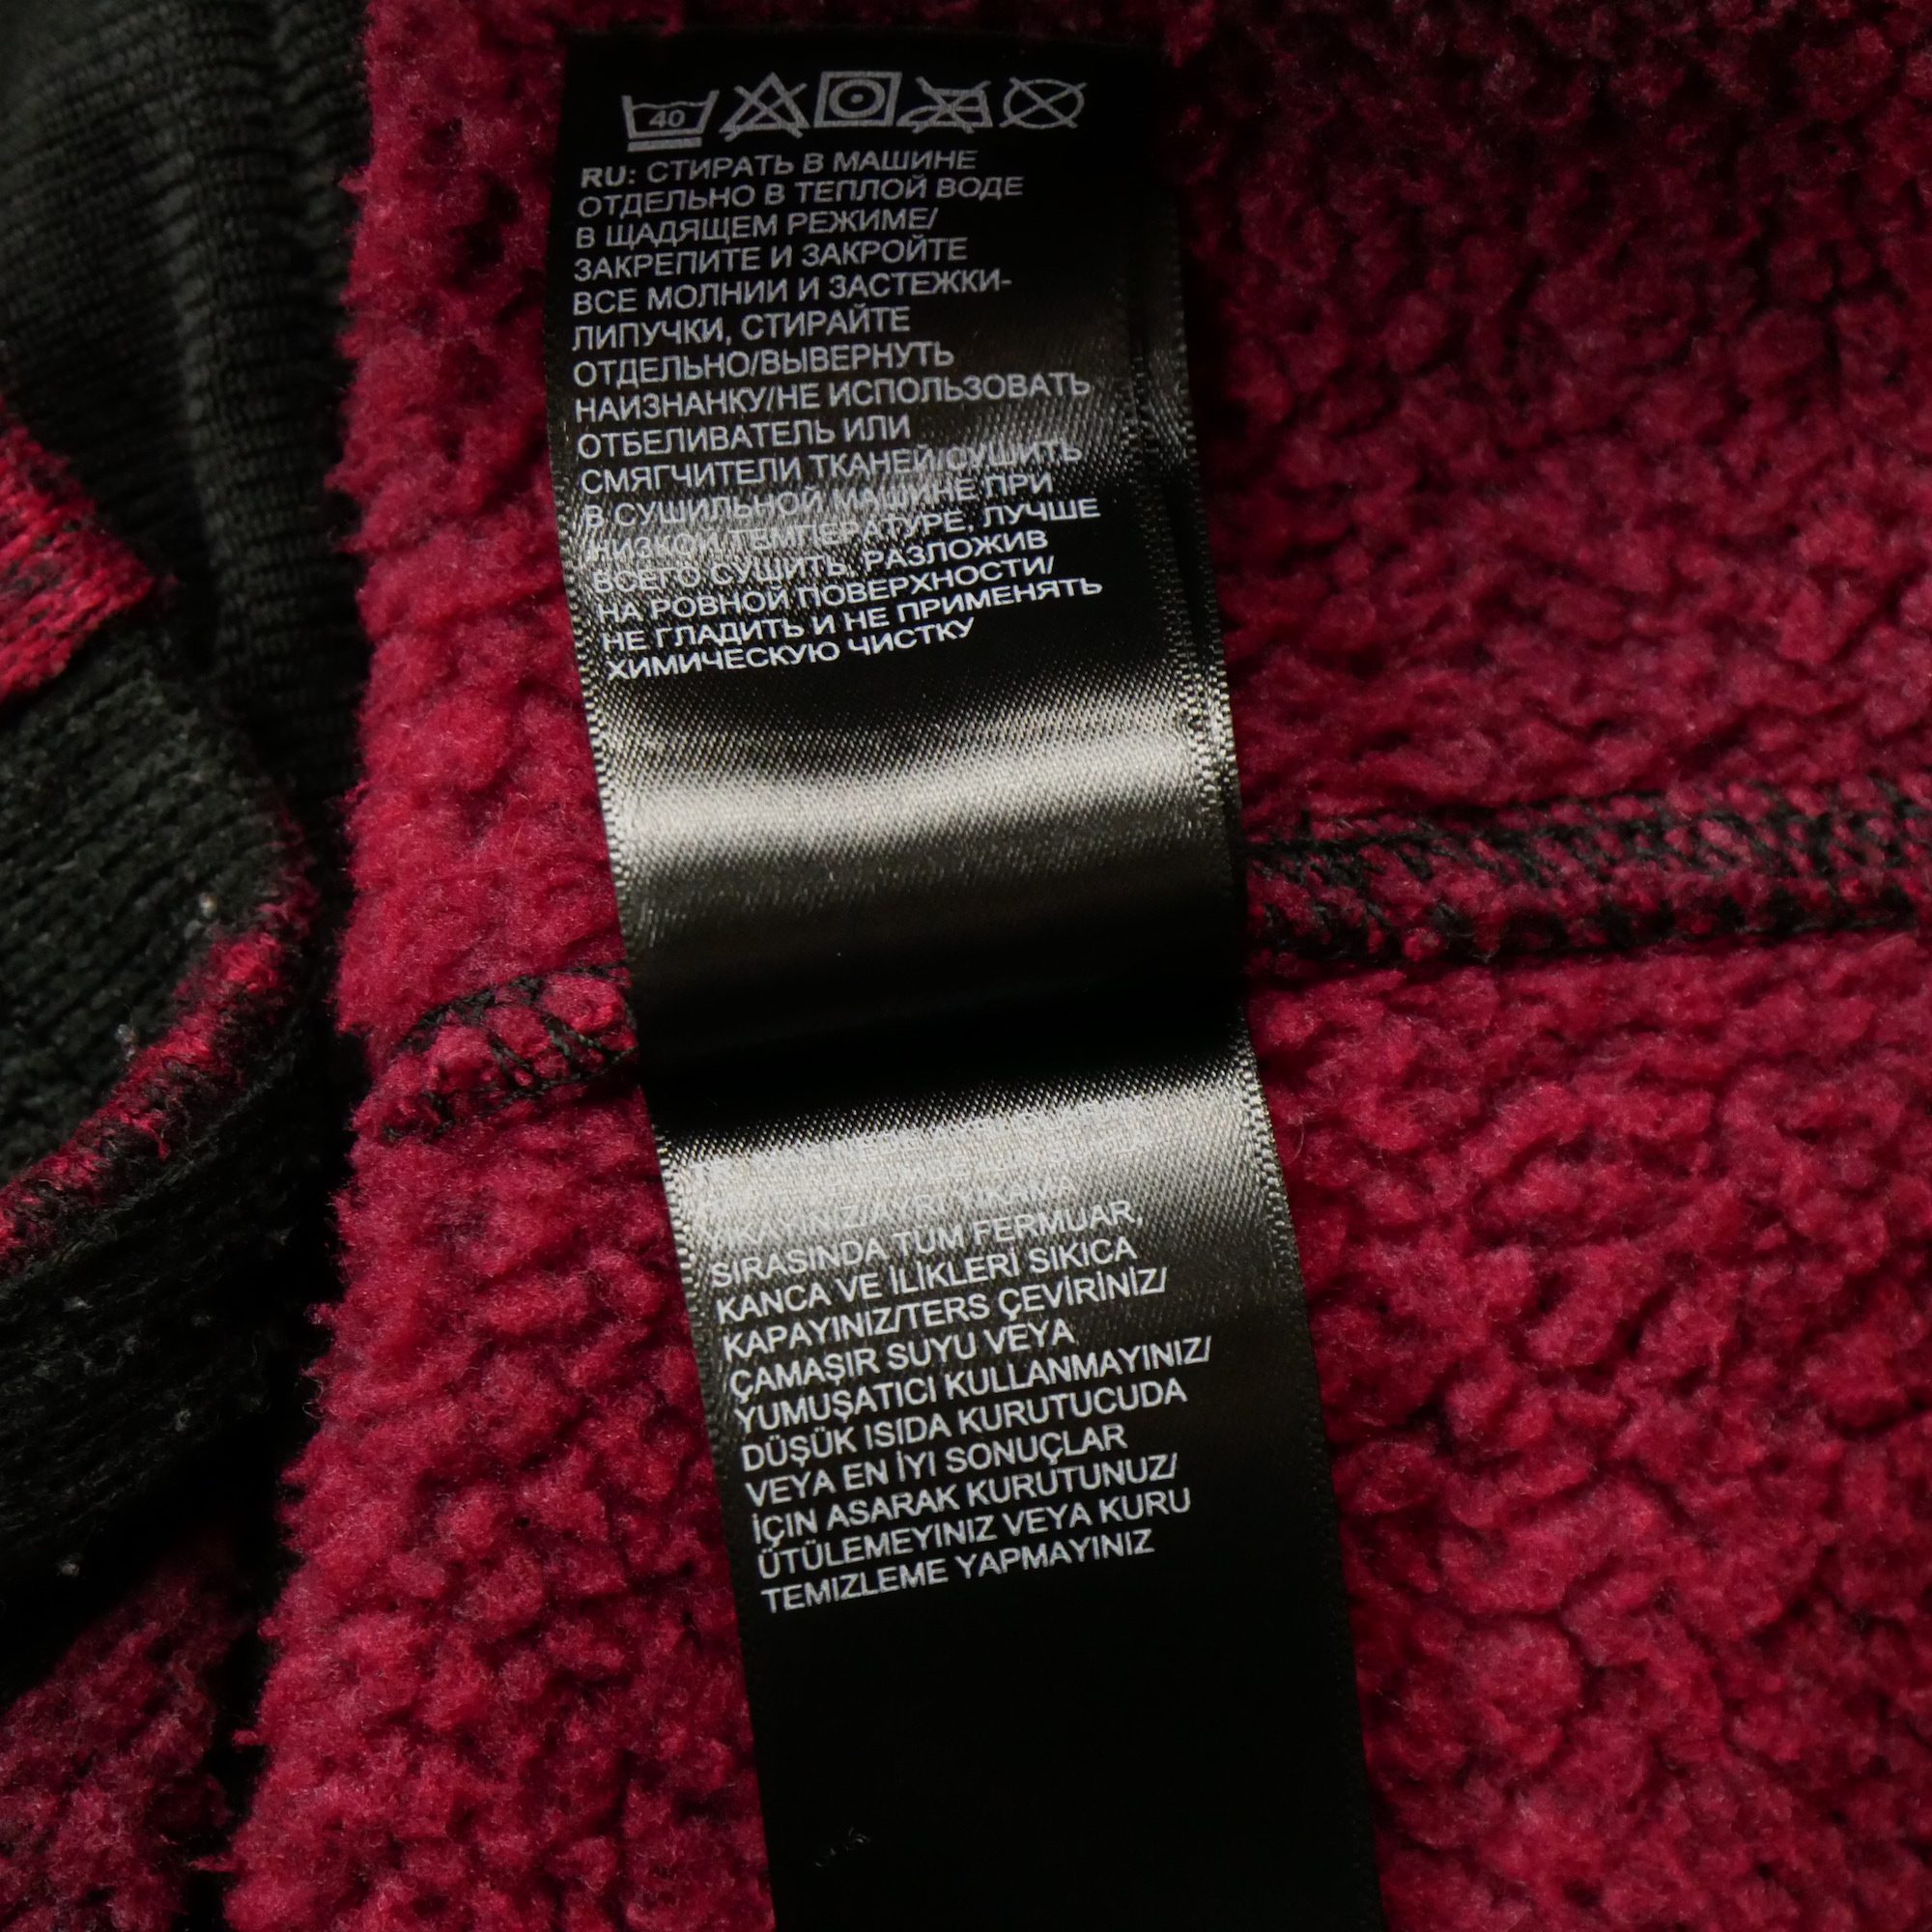 40
RU: СТИРАТЬ В МАШИНЕ
ОТДЕЛЬНО В ТЕПЛОЙ ВОДЕ
В ЩАДЯЩЕМ РЕЖИМЕ/
ЗАКРЕПИТЕ И ЗАКРОЙТЕ
ВСЕ МОЛНИИ И ЗАСТЕЖКИ-
ЛИПУЧКИ, СТИРАЙТЕ
ОТДЕЛЬНО/ВЫВЕРНУТЬ
НАИЗНАНКУ/НЕ ИСПОЛЬЗОВАТЬ
ОТБЕЛИВАТЕЛЬ ИЛИ
СМЯГЧИТЕЛИ ТКАНЕЙ/СУШИТЬ
В СУШИЛЬНОЙ МАШИНЕ ПРИ
НИЗКОЙ ТЕМПЕРАТУРЕ, ЛУЧШЕ
ВСЕГО СУШИТЬ, РАЗЛОЖИВ
НА РОВНОЙ ПОВЕРХНОСТИ/
НЕ ГЛАДИТЬ И НЕ ПРИМЕНЯТЬ
ХИМИЧЕСКУЮ ЧИСТКУ
YIKAYINIZ/AYRI YIKAMA
SIRASINDA TÜM FERMUAR,
KANCA VE İLİKLERİ SIKICA
KAPAYINIZ/TERS ÇEVİRİNİZ/
ÇAMAŞIR SUYU VEYA
YUMUŞATICI KULLANMAYINIZ/
DÜŞÜK ISIDA KURUTUCUDA
VEYA EN İYİ SONUÇLAR
İÇİN ASARAK KURUTUNUZ/
ÜTÜLEMEYINIZ VEYA KURU
TEMIZLEME YAPMAYINIZ